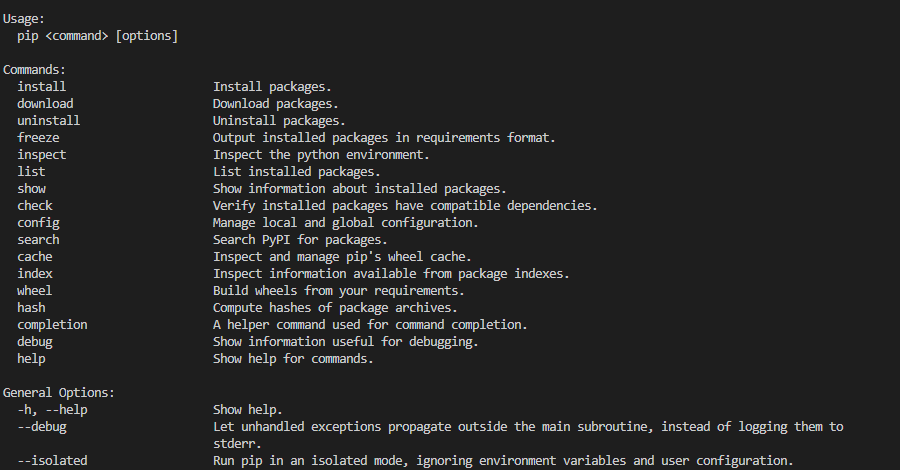 Usage:
pip <command> [options]
Commands:
install Install packages.
download Download packages.
uninstall Uninstall packages.
freeze Output installed packages in requirements format.
inspect Inspect the python environment.
list List installed packages.
show Show information about installed packages.
check Verify installed packages have compatible dependencies.
config Manage local and global configuration.
search Search PyPI for packages.
cache Inspect and manage pip's wheel cache.
index Inspect information available from package indexes.
wheel Build wheels from your requirements.
hash Compute hashes of package archives.
completion A helper command used for command completion.
debug Show information useful for debugging.
help Show help for commands.
General Options:
-h, --help Show help.
--debug Let unhandled exceptions propagate outside the main subroutine, instead of logging them to
stderr.
--isolated Run pip in an isolated mode, ignoring environment variables and user configuration.